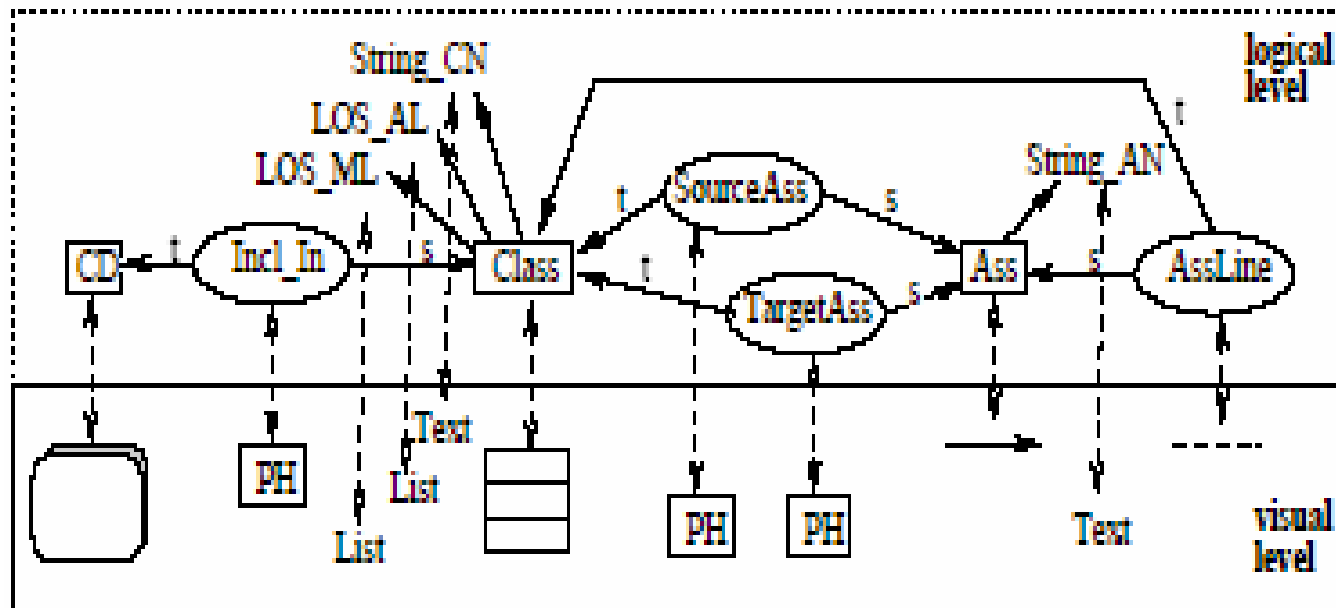 logical
level
String_CN
LOS_AL
LOS_ML
t
String_AN
SourceAss
t
s
CD
t
Incl_In
s
Class
t
TargetAss
s
Ass
s
AssLine
Text
PH
List
List
PH
PH
Text
visual
level